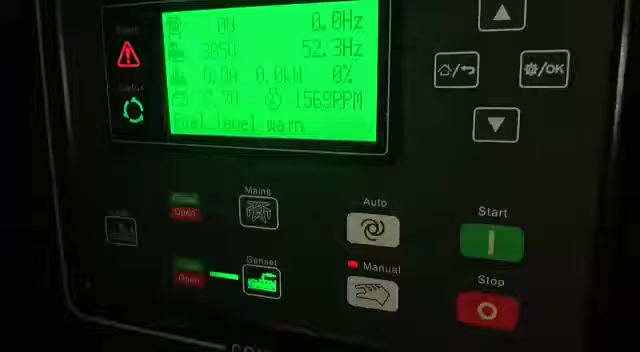 Alarm
0V 0.0Hz
52.3Hz
0.0A 0.0kW 0%
1569RPM
Fuel level warn
Status
/OK
Mains
Open
Auto
Start
Genset
Open
Manual
Stop